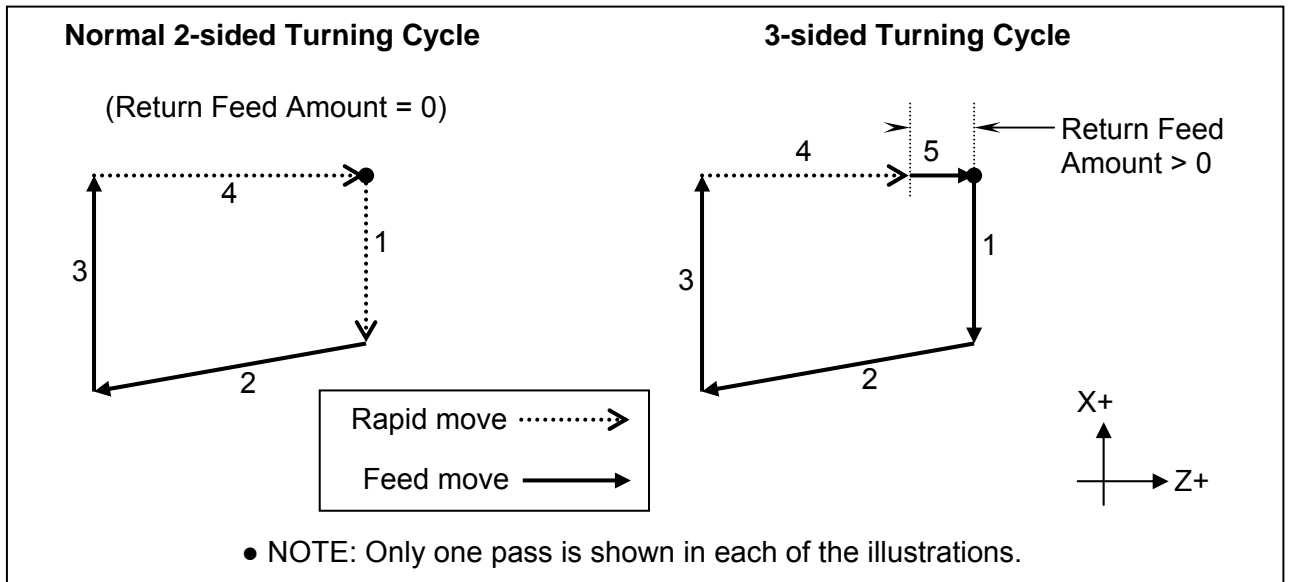 Normal 2-sided Turning Cycle
(Return Feed Amount = 0)
4
1
3
2
3-sided Turning Cycle
Return Feed
Amount > 0
4
5
1
3
2
Rapid move
Feed move
X+
Z+
● NOTE: Only one pass is shown in each of the illustrations.